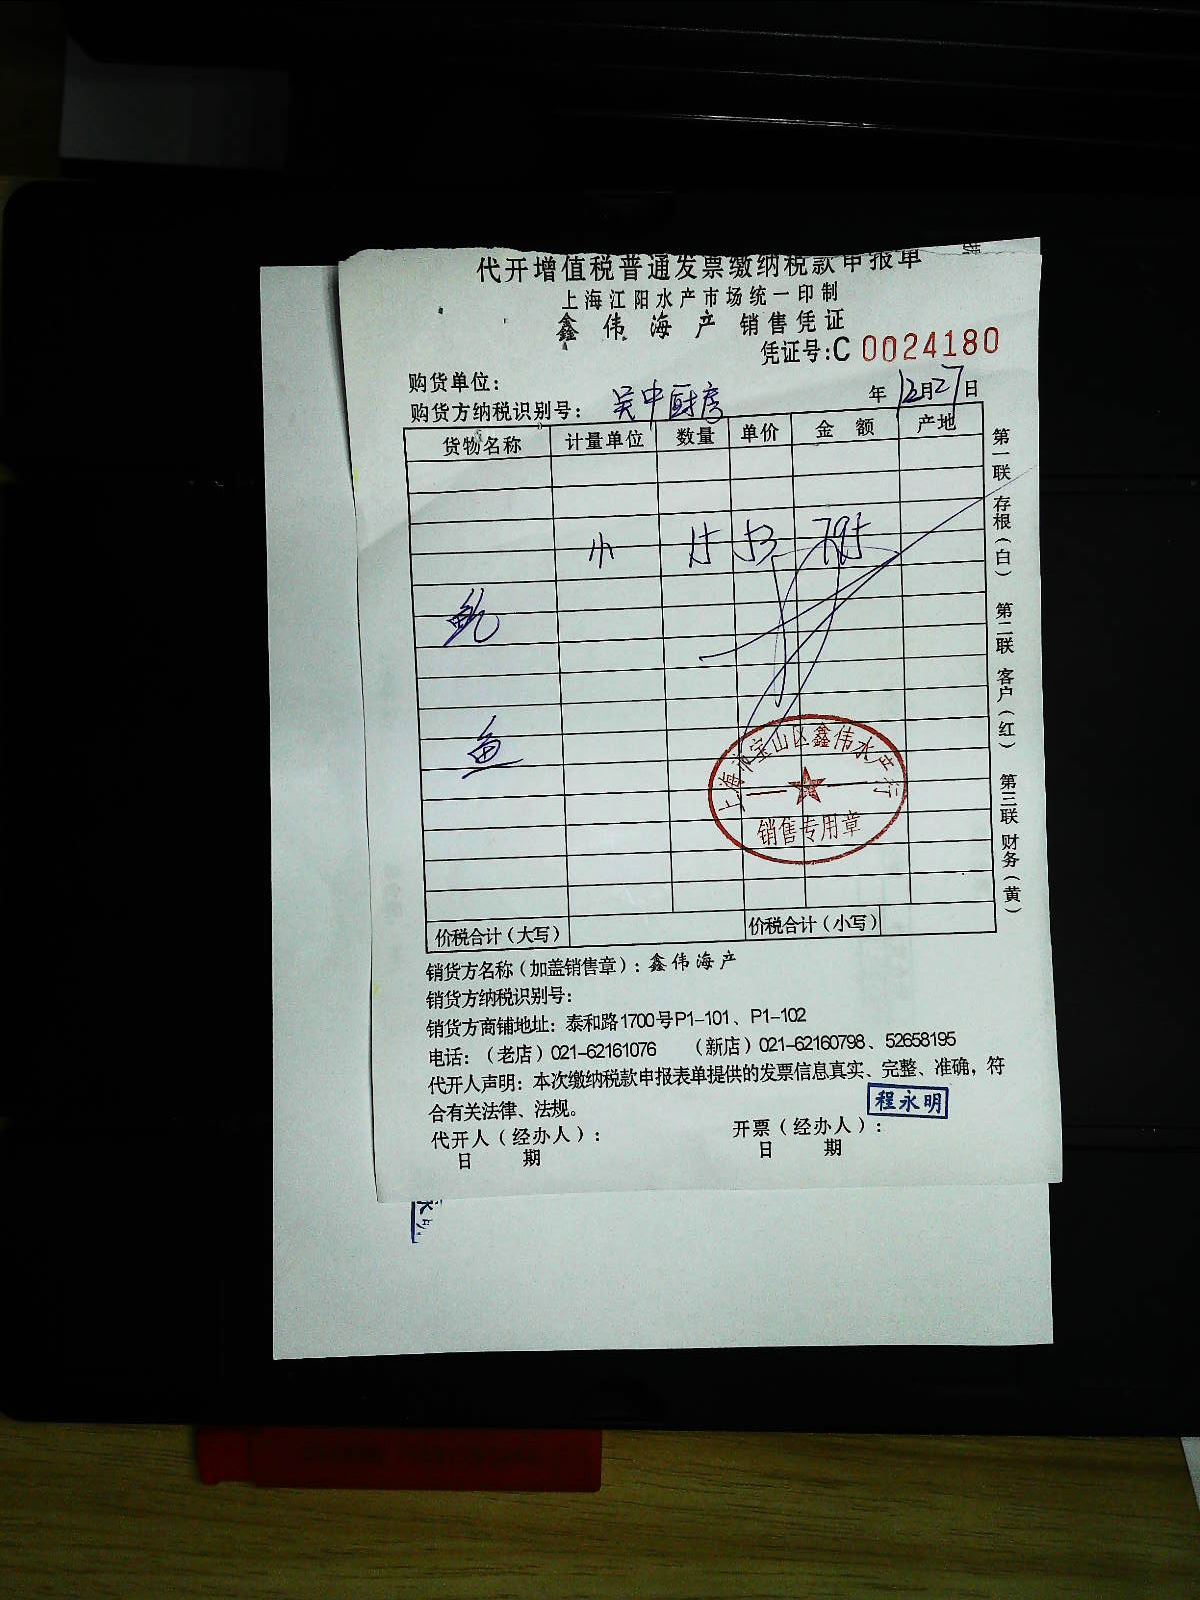 代开增值税普通发票缴纳税款申报单
上海江阳水产市场统一印制
鑫伟海产 销售凭证
凭证号:C 0024180
购货单位:
购货方纳税识别号: 吴中厨房 年 12月27日
货物名称 计量单位 数量 单价 金额 产地
小 15 53 795
鱼
上海市宝山区鑫伟水产行
销售专用章
第一联 存根(白) 第二联 客户(红) 第三联 财务(黄)
价税合计(大写) 价税合计(小写)
销货方名称(加盖销售章): 鑫伟海产
销货方纳税识别号:
销货方商铺地址: 泰和路1700号P1-101、P1-102
电话:(老店)021-62161076 (新店)021-62160798、52658195
代开人声明: 本次缴纳税款申报表单提供的发票信息真实、完整、准确,符
合有关法律、法规。
程永明
代开人(经办人): 开票(经办人):
日 期 日 期